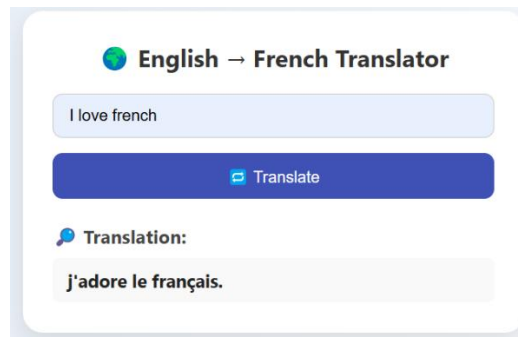 🌍 English → French Translator
I love french
🔁 Translate
🔎 Translation:
j'adore le français.